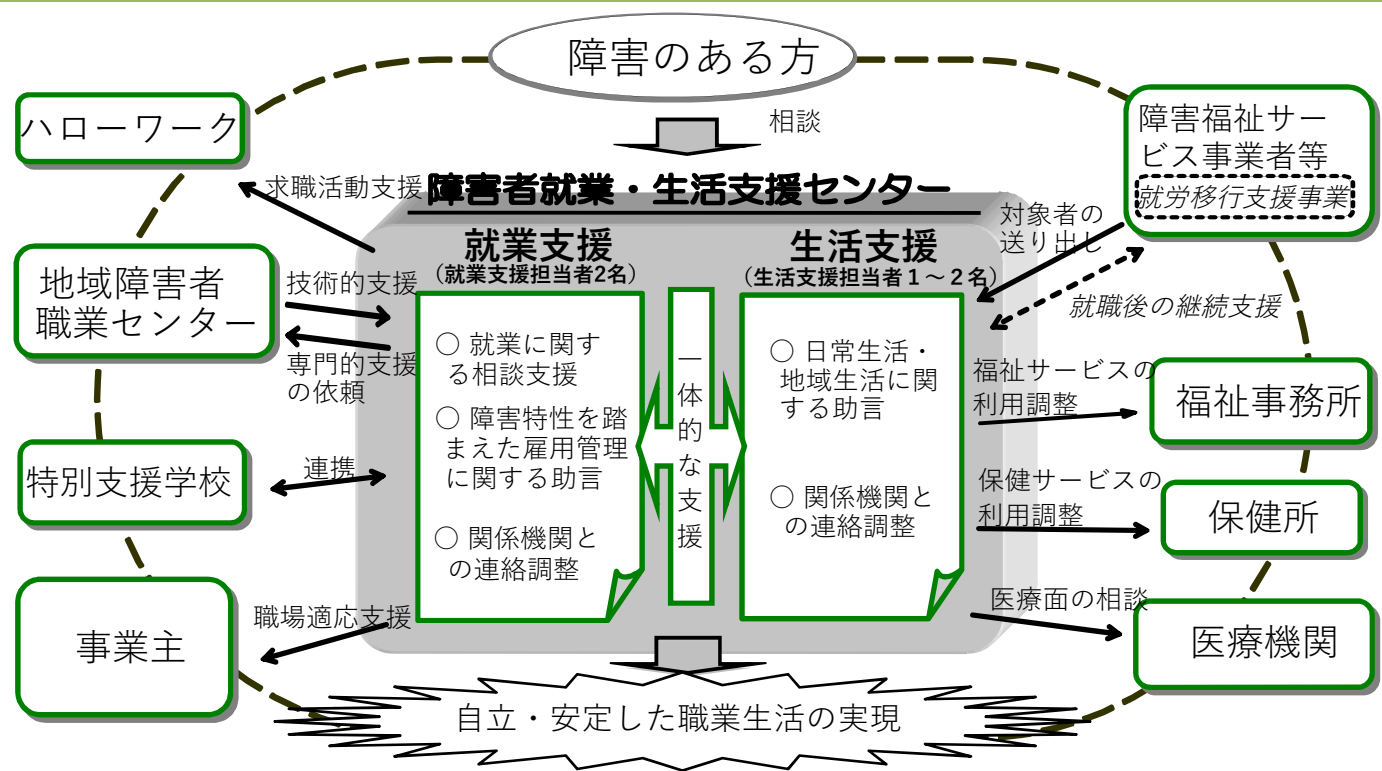 障害のある方
相談
ハローワーク
求職活動支援
地域障害者
職業センター
技術的支援
専門的支援
の依頼
特別支援学校
連携
事業主
職場適応支援
障害者就業・生活支援センター
就業支援
(就業支援担当者2名)
○ 就業に関す
る相談支援
○ 障害特性を踏
まえた雇用管理
に関する助言
○ 関係機関と
の連絡調整
一
体
的
な
支
援
生活支援
(生活支援担当者1~2名)
○ 日常生活・
地域生活に関
する助言
○ 関係機関と
の連絡調整
障害福祉サー
ビス事業者等
就労移行支援事業
対象者の
送り出し
就職後の継続支援
福祉サービスの
利用調整
福祉事務所
保健サービスの
利用調整
保健所
医療面の相談
医療機関
自立・安定した職業生活の実現